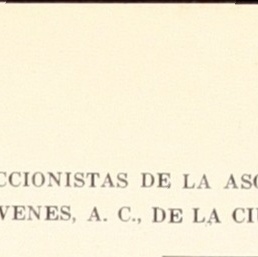 CCIONISTAS DE LA ASO
VENES, A. C., DE LA CIU